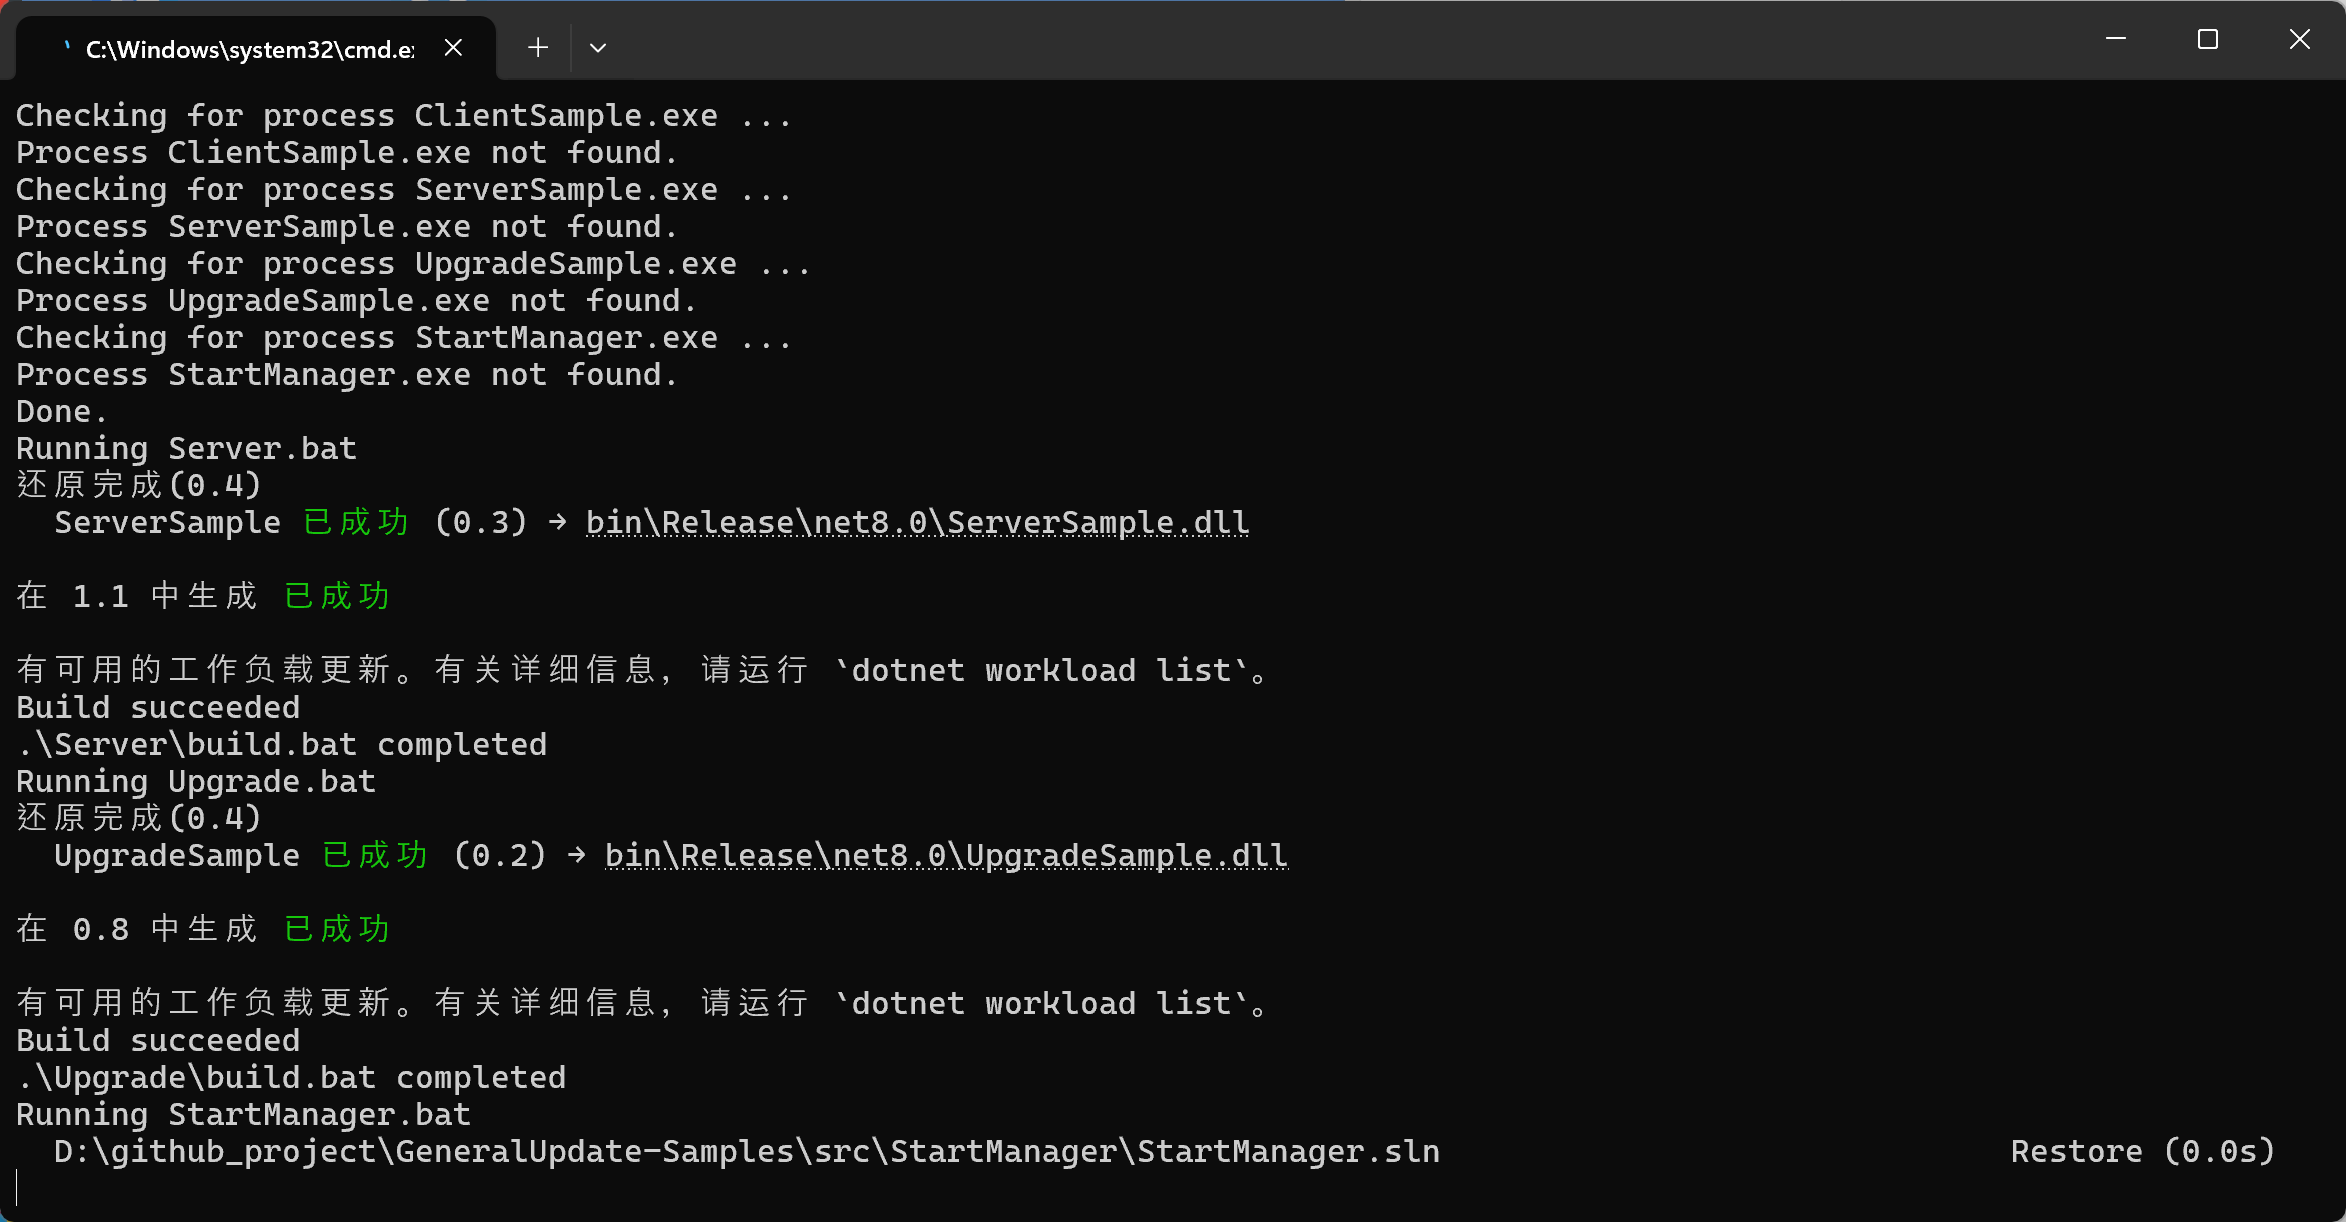 C:\Windows\system32\cmd.e
Checking for process ClientSample.exe ...
Process ClientSample.exe not found.
Checking for process ServerSample.exe ...
Process ServerSample.exe not found.
Checking for process UpgradeSample.exe ...
Process UpgradeSample.exe not found.
Checking for process StartManager.exe ...
Process StartManager.exe not found.
Done.
Running Server.bat
还原完成(0.4)
ServerSample 已成功 (0.3) → bin\Release\net8.0\ServerSample.dll
在 1.1 中生成 已成功
有可用的工作负载更新。有关详细信息，请运行 `dotnet workload list`。
Build succeeded
.\Server\build.bat completed
Running Upgrade.bat
还原完成(0.4)
UpgradeSample 已成功 (0.2) → bin\Release\net8.0\UpgradeSample.dll
在 0.8 中生成 已成功
有可用的工作负载更新。有关详细信息，请运行 `dotnet workload list`。
Build succeeded
.\Upgrade\build.bat completed
Running StartManager.bat
D:\github_project\GeneralUpdate-Samples\src\StartManager\StartManager.sln Restore (0.0s)